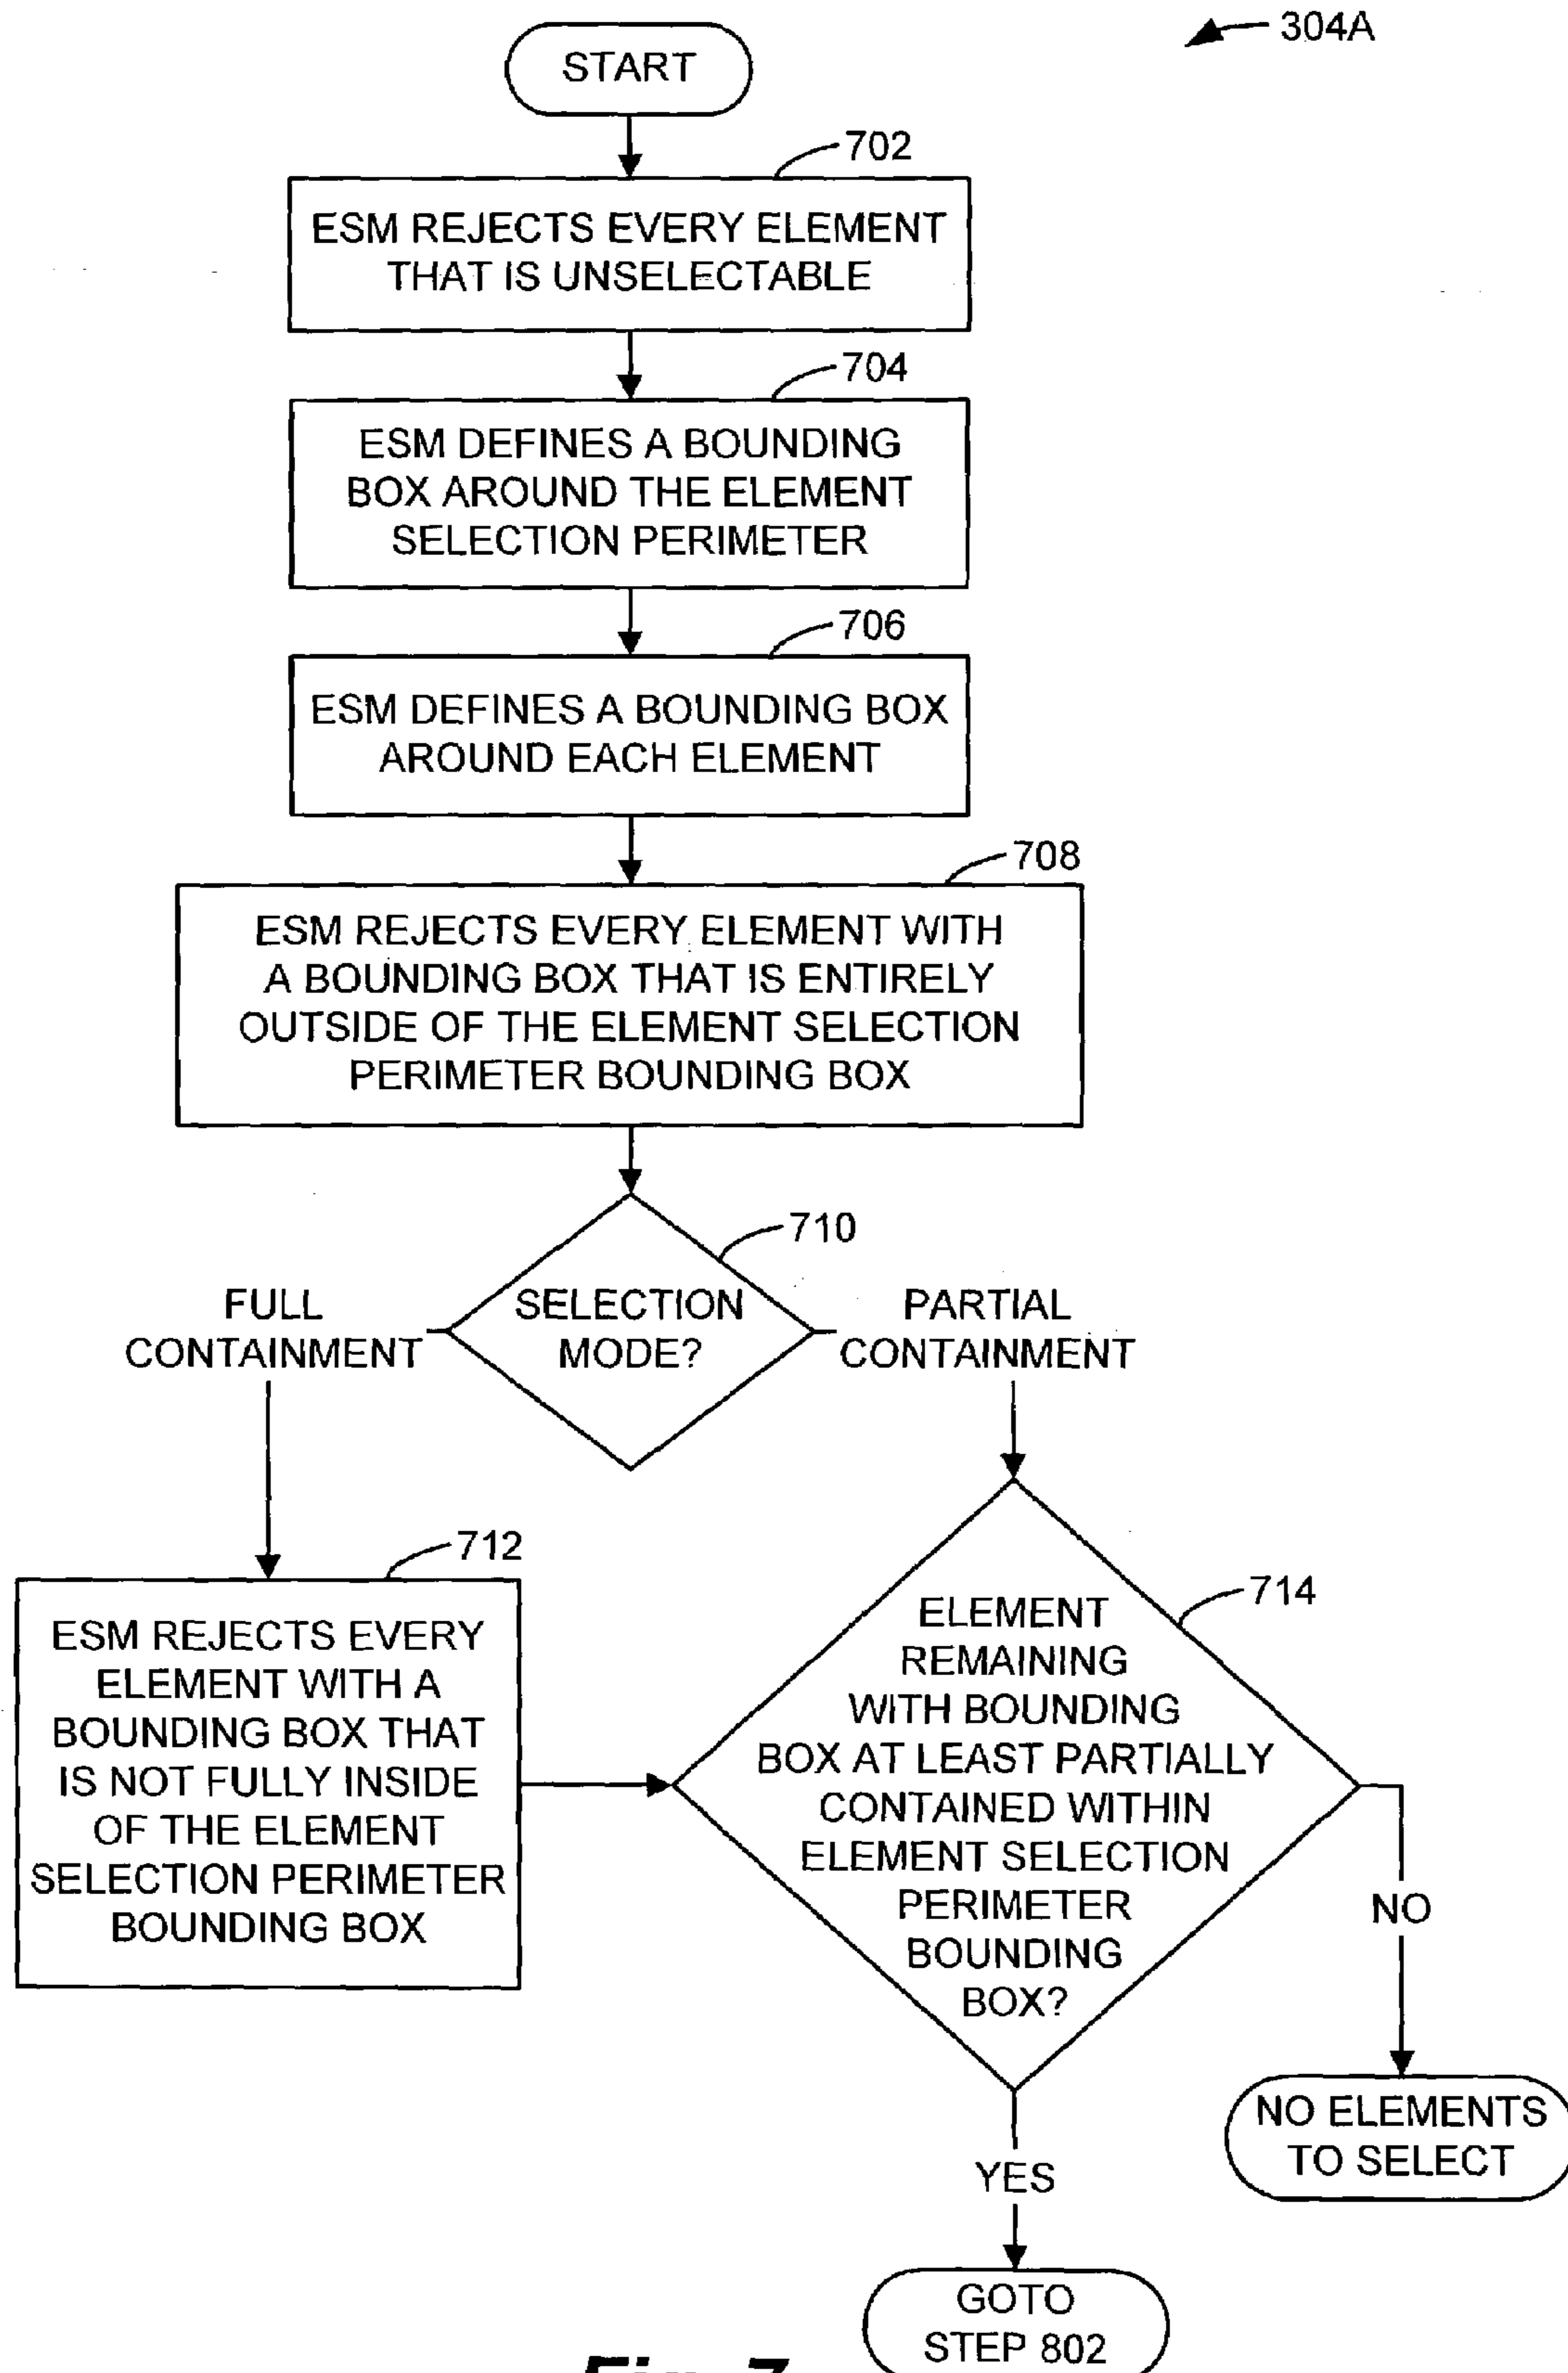 304A
START
702
ESM REJECTS EVERY ELEMENT
THAT IS UNSELECTABLE
704
ESM DEFINES A BOUNDING
BOX AROUND THE ELEMENT
SELECTION PERIMETER
706
ESM DEFINES A BOUNDING BOX
AROUND EACH ELEMENT
708
ESM REJECTS EVERY ELEMENT WITH
A BOUNDING BOX THAT IS ENTIRELY
OUTSIDE OF THE ELEMENT SELECTION
PERIMETER BOUNDING BOX
710
SELECTION
MODE?
FULL
CONTAINMENT
PARTIAL
CONTAINMENT
712
ESM REJECTS EVERY
ELEMENT WITH A
BOUNDING BOX THAT
IS NOT FULLY INSIDE
OF THE ELEMENT
SELECTION PERIMETER
BOUNDING BOX
714
ELEMENT
REMAINING
WITH BOUNDING
BOX AT LEAST PARTIALLY
CONTAINED WITHIN
ELEMENT SELECTION
PERIMETER
BOUNDING
BOX?
NO
NO ELEMENTS
TO SELECT
YES
GOTO
STEP 802